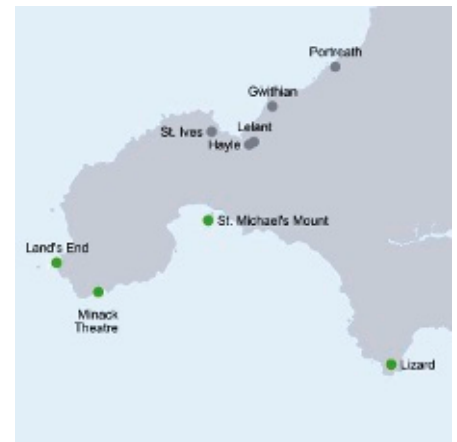 Portreath
Gwithian
St. Ives
Lelant
Hayle
St. Michael's Mount
Land's End
Minack
Theatre
Lizard